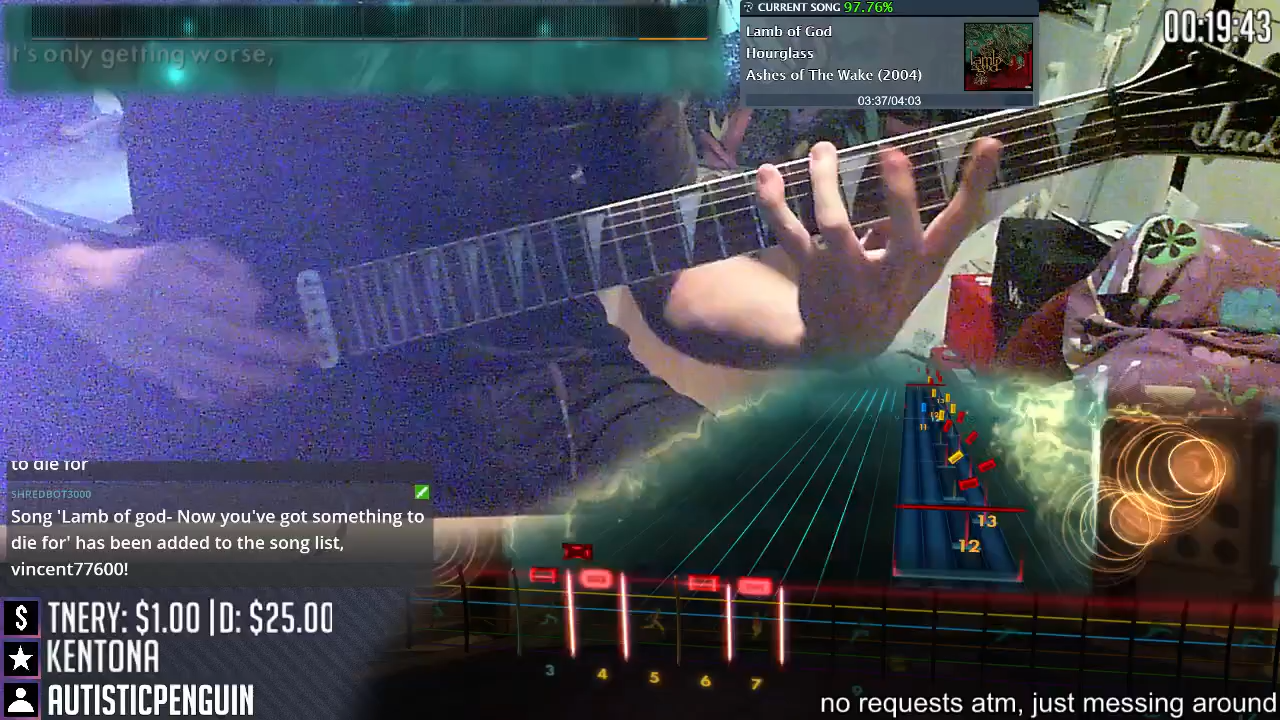 It's only getting worse,
CURRENT SONG 97.76%
Lamb of God
Hourglass
Ashes of The Wake (2004)
03:37/04:03
00:19:43
Jack
to die for
SHREDBOT3000
Song 'Lamb of god- Now you've got something to
die for' has been added to the song list,
vincent77600!
TNERY: $1.00 | D: $25.00
KENTONA
AUTISTICPENGUIN
13
12
3 4 5 6 7 9
no requests atm, just messing around